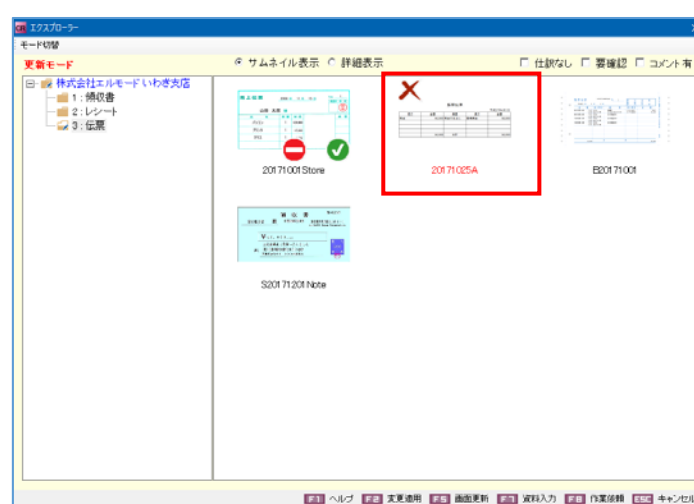 エクスプローラー
モード切替
更新モード
サムネイル表示 詳細表示
仕訳なし 要確認 コメント有
株式会社エルモード いわき支店
1:領収書
2:レシート
3:伝票
20171001Store
20171025A
B20171001
S20171201Note
F1 ヘルプ F2 変更適用 F5 画面更新 F7 資料入力 F8 作業依頼 ESC キャンセル